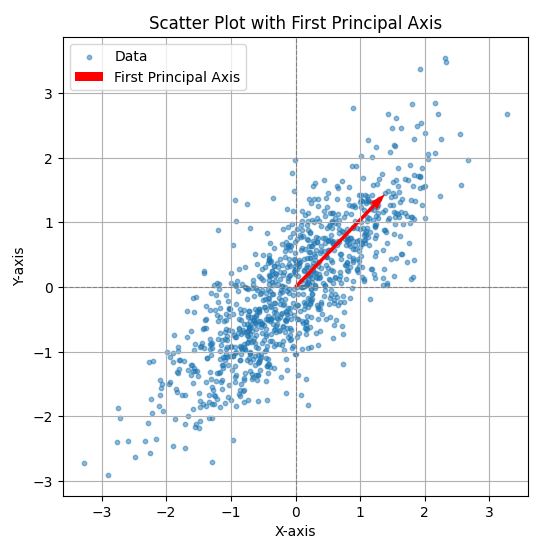 Scatter Plot with First Principal Axis
Data
First Principal Axis
Y-axis
3
2
1
0
−1
−2
−3
−3 −2 −1 0 1 2 3
X-axis